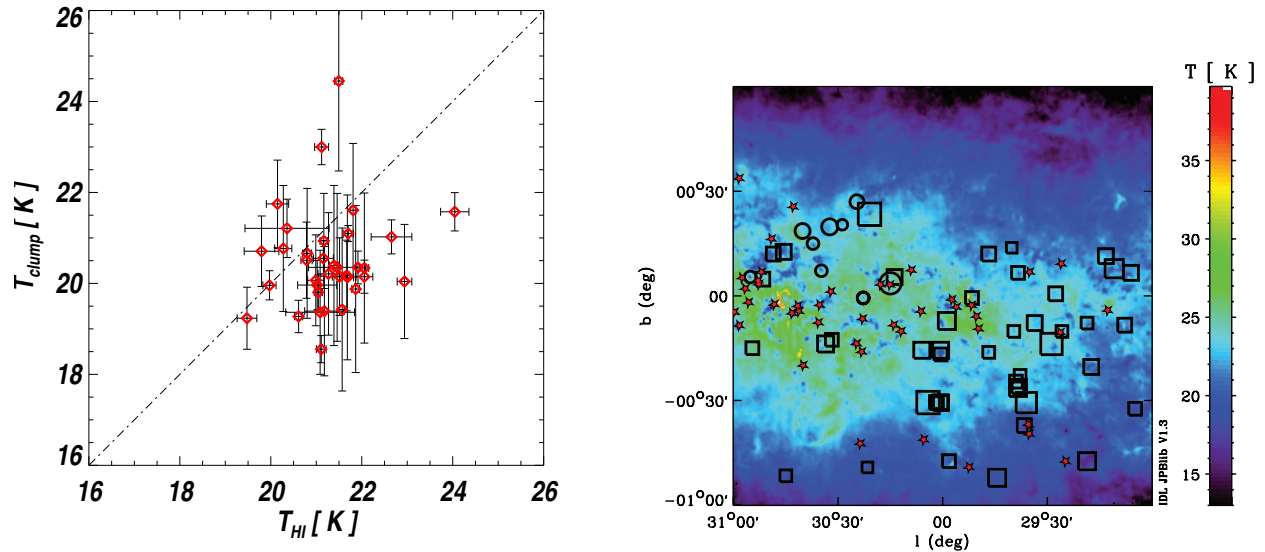 26
24
22
20
18
16
T_clump [ K ]
16 18 20 22 24 26
T_HI [ K ]
T [ K ]
35
30
25
20
15
00°30'
00
-00°30'
-01°00'
b (deg)
31°00' 30°30' 00 29°30'
l (deg)
IDL JPBlib V1.3